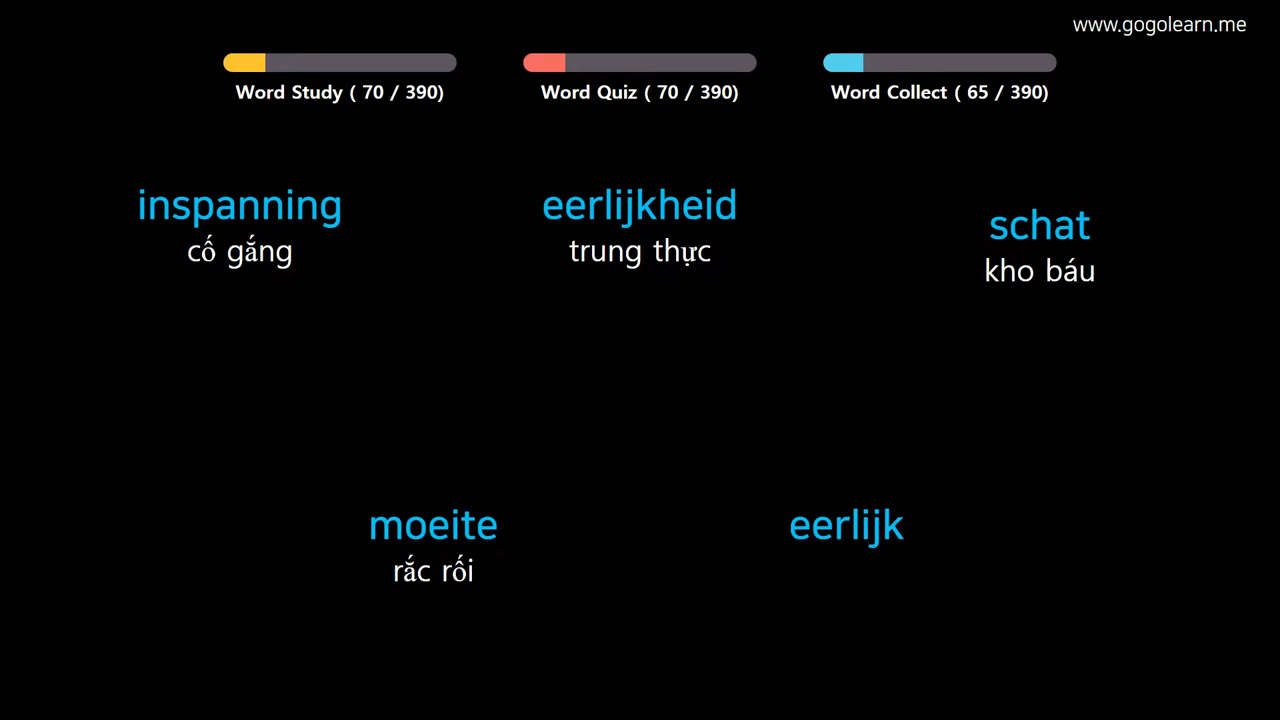 www.gogolearn.me
Word Study ( 70 / 390)
Word Quiz ( 70 / 390)
Word Collect ( 65 / 390)
inspanning
cố gắng
eerlijkheid
trung thực
schat
kho báu
moeite
rắc rối
eerlijk